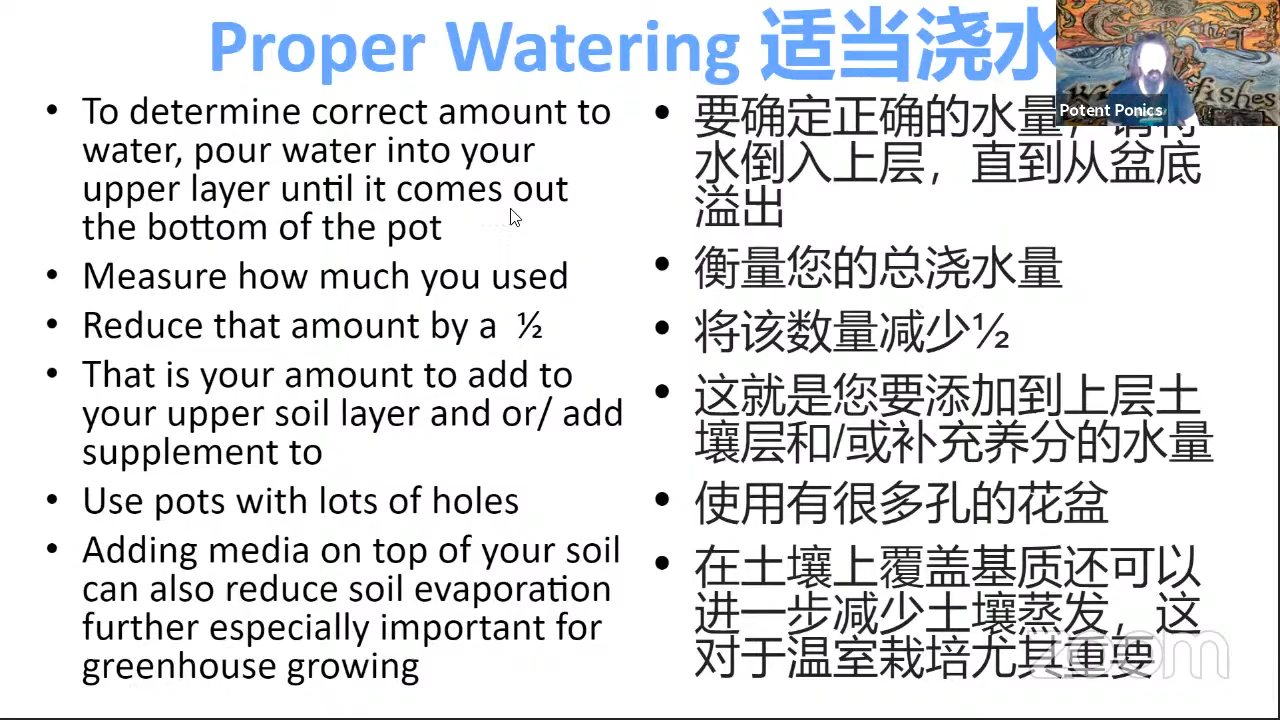 Proper Watering 适当浇水
• To determine correct amount to
water, pour water into your
upper layer until it comes out
the bottom of the pot
• Measure how much you used
• Reduce that amount by a ½
• That is your amount to add to
your upper soil layer and or/ add
supplement to
• Use pots with lots of holes
• Adding media on top of your soil
can also reduce soil evaporation
further especially important for
greenhouse growing
• 要确定正确的水量，请将
水倒入上层，直到从盆底
溢出
• 衡量您的总浇水量
• 将该数量减少½
• 这就是您要添加到上层土
壤层和/或补充养分的水量
• 使用有很多孔的花盆
• 在土壤上覆盖基质还可以
进一步减少土壤蒸发，这
对于温室栽培尤其重要
Potent Ponics
fishes
zoom